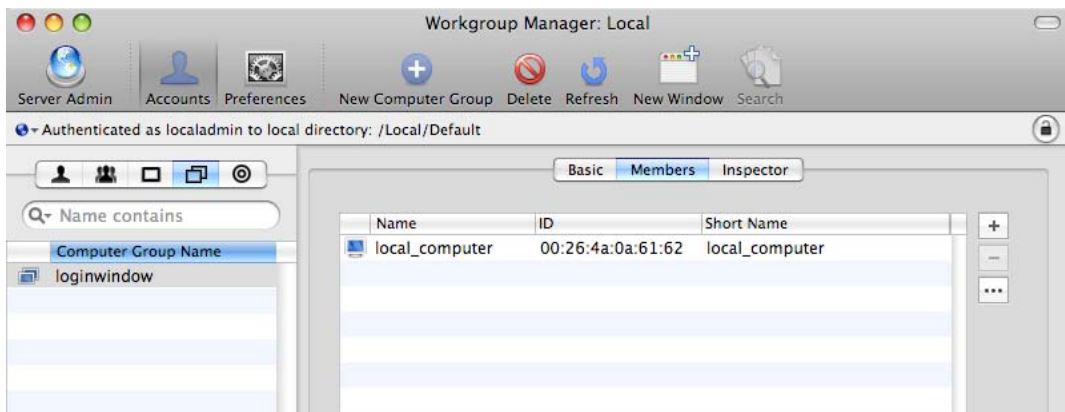 Workgroup Manager: Local
Server Admin Accounts Preferences New Computer Group Delete Refresh New Window Search
Authenticated as localadmin to local directory: /Local/Default
Basic Members Inspector
Name contains
Name ID Short Name
Computer Group Name
local_computer 00:26:4a:0a:61:62 local_computer
loginwindow